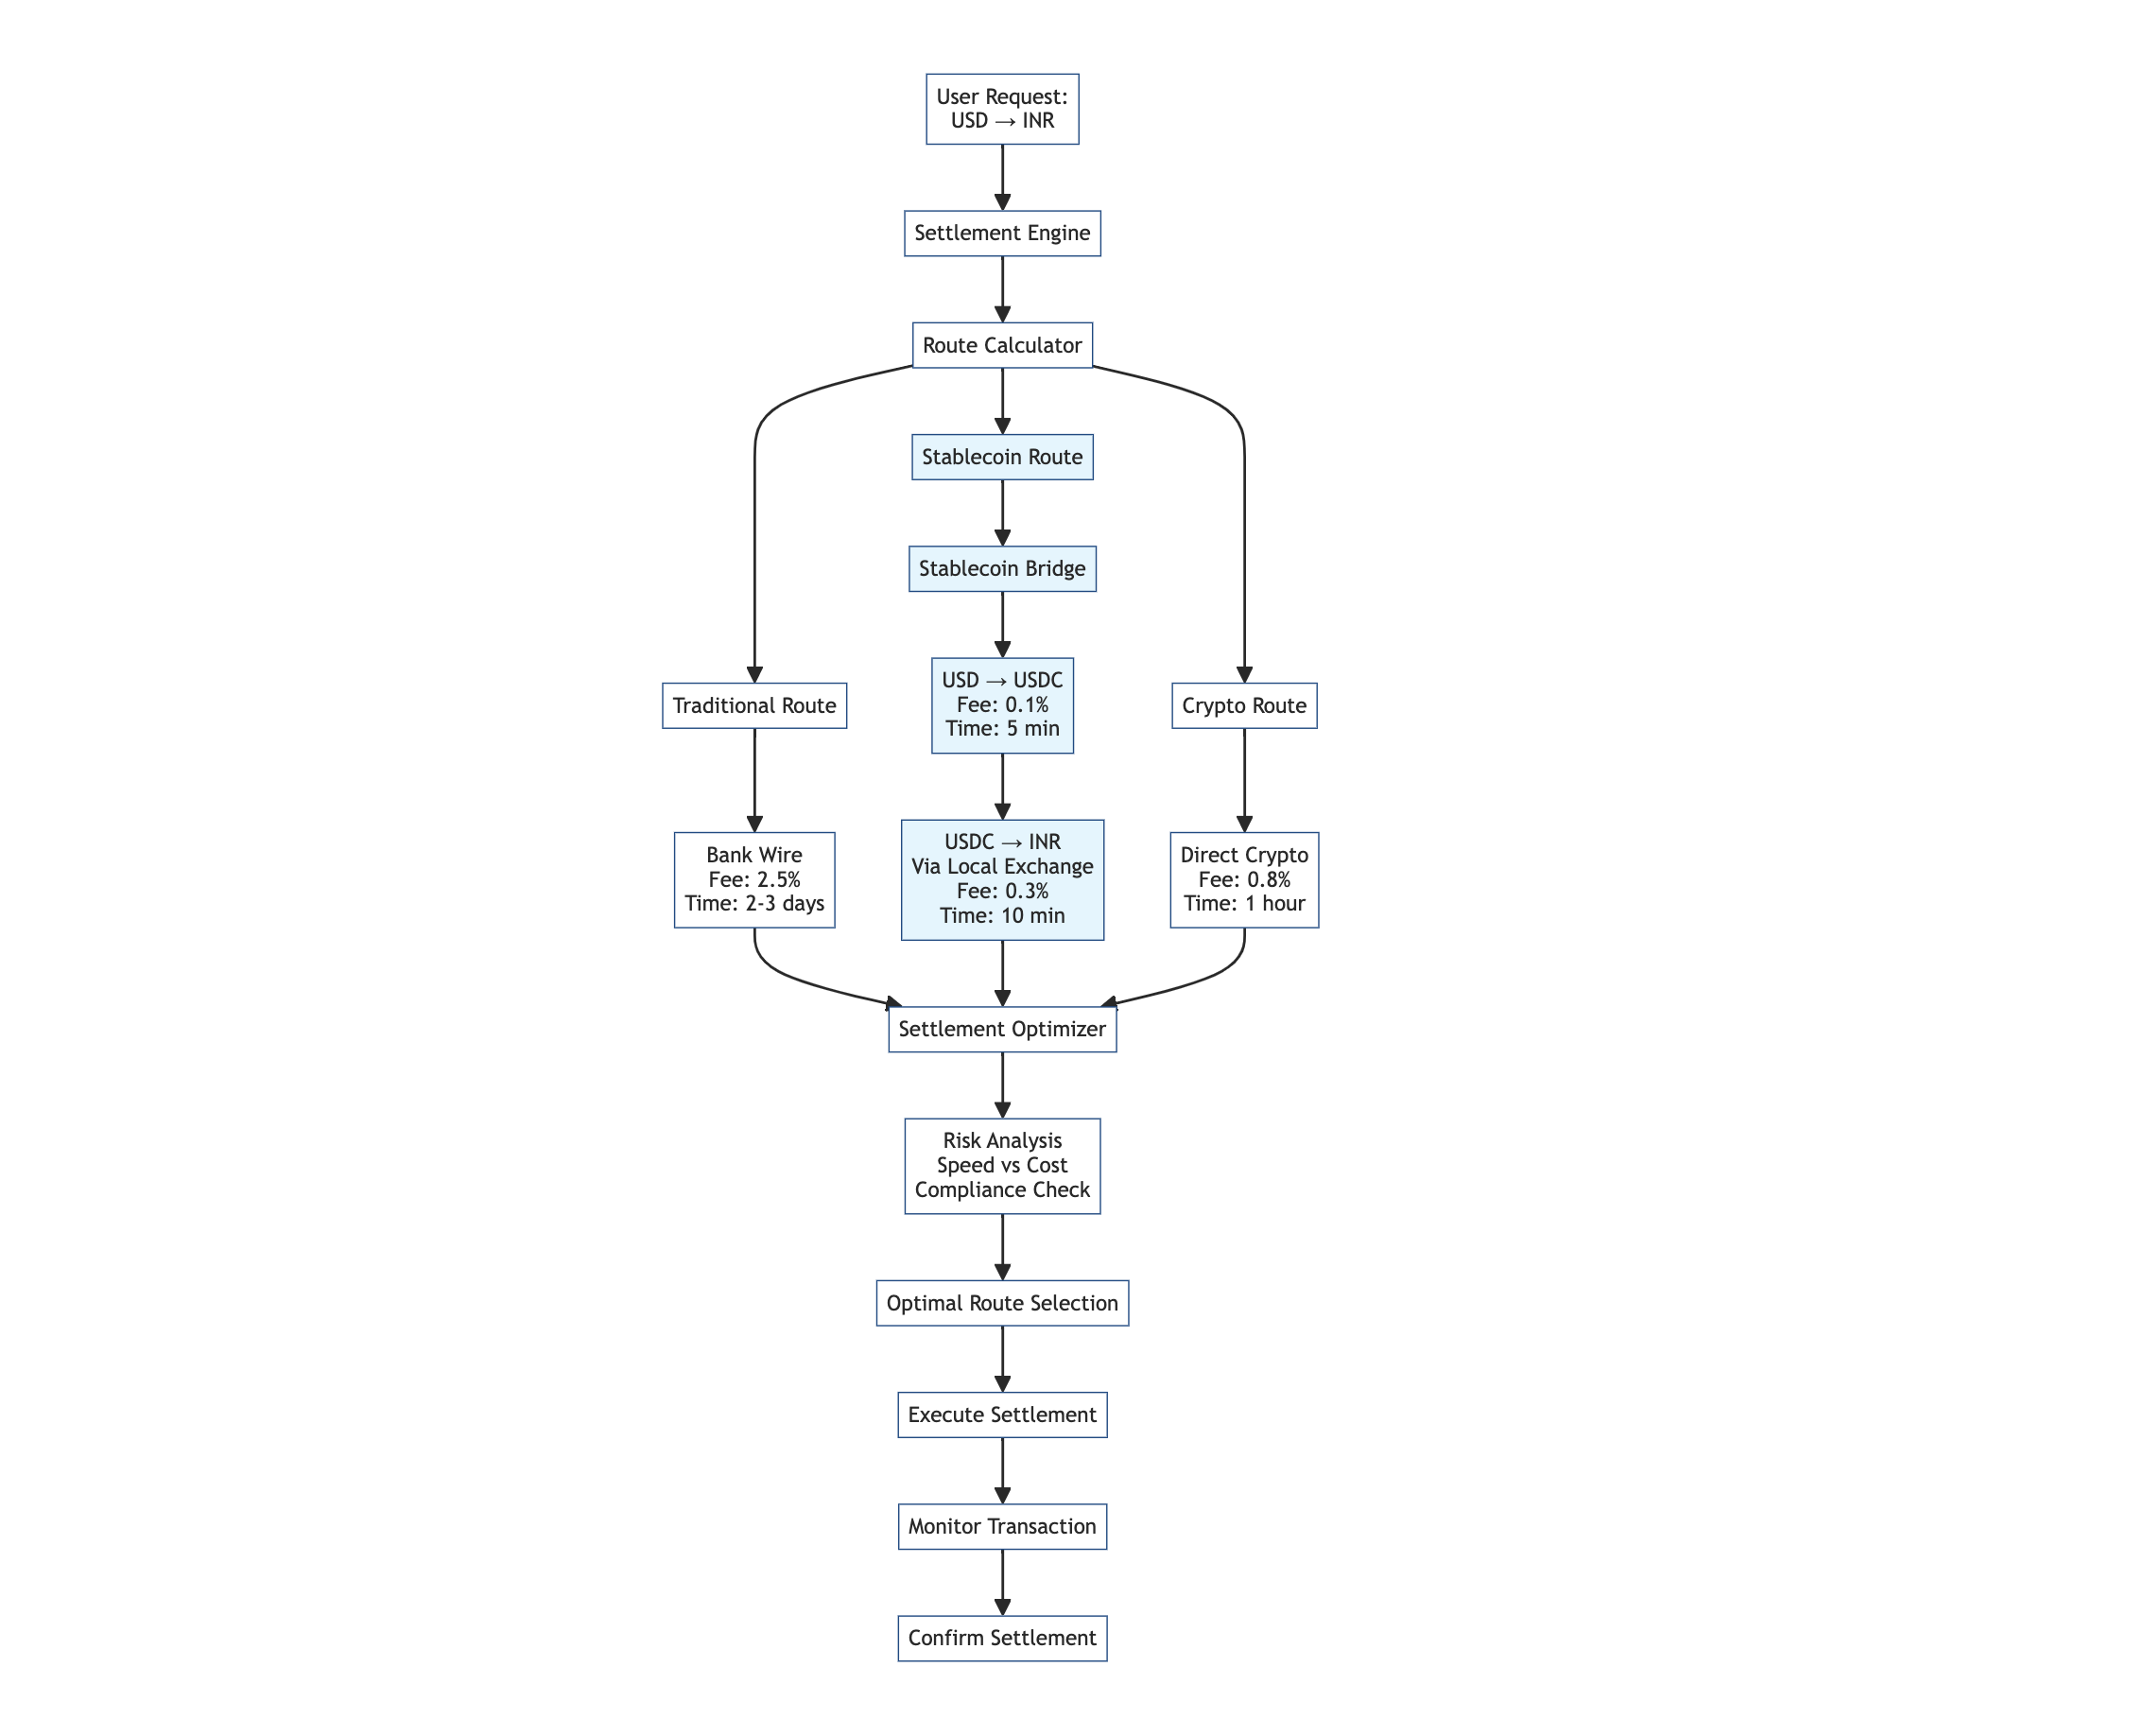 User Request:
USD → INR
Settlement Engine
Route Calculator
Stablecoin Route
Stablecoin Bridge
Traditional Route
USD → USDC
Fee: 0.1%
Time: 5 min
Crypto Route
Bank Wire
Fee: 2.5%
Time: 2-3 days
USDC → INR
Via Local Exchange
Fee: 0.3%
Time: 10 min
Direct Crypto
Fee: 0.8%
Time: 1 hour
Settlement Optimizer
Risk Analysis
Speed vs Cost
Compliance Check
Optimal Route Selection
Execute Settlement
Monitor Transaction
Confirm Settlement